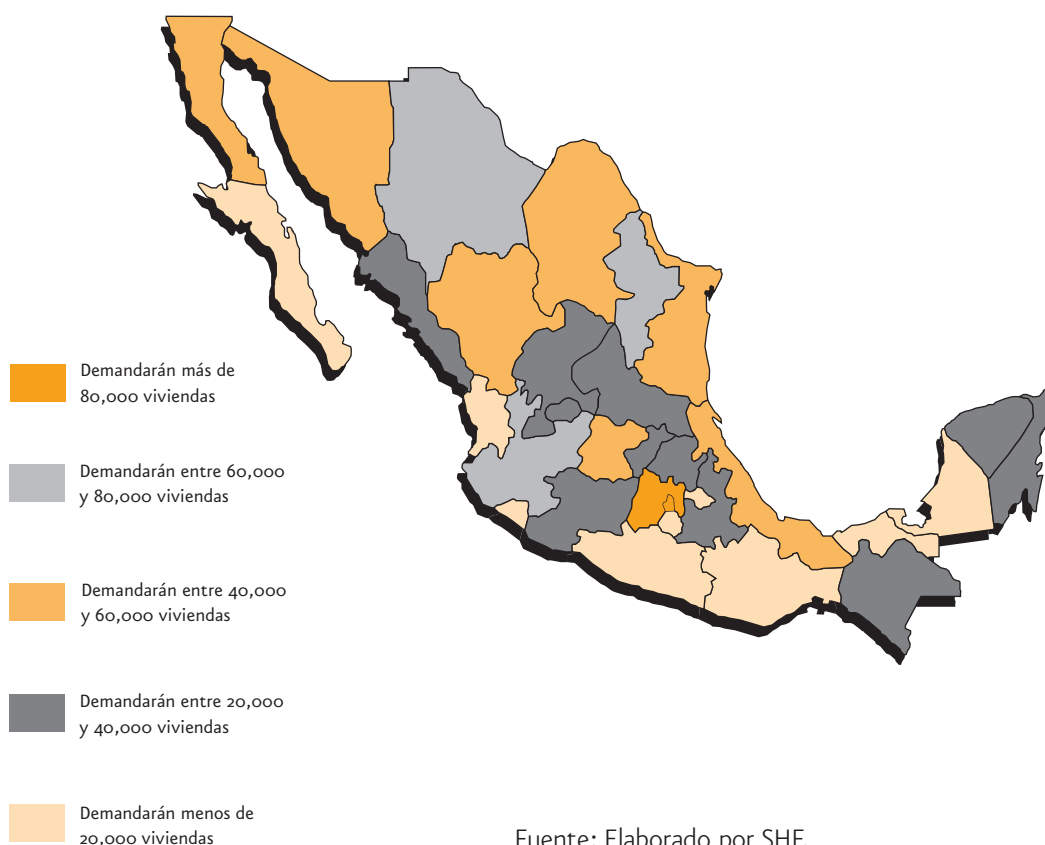 Demandarán más de
80,000 viviendas
Demandarán entre 60,000
y 80,000 viviendas
Demandarán entre 40,000
y 60,000 viviendas
Demandarán entre 20,000
y 40,000 viviendas
Demandarán menos de
20,000 viviendas
Fuente: Elaborado por SHF.